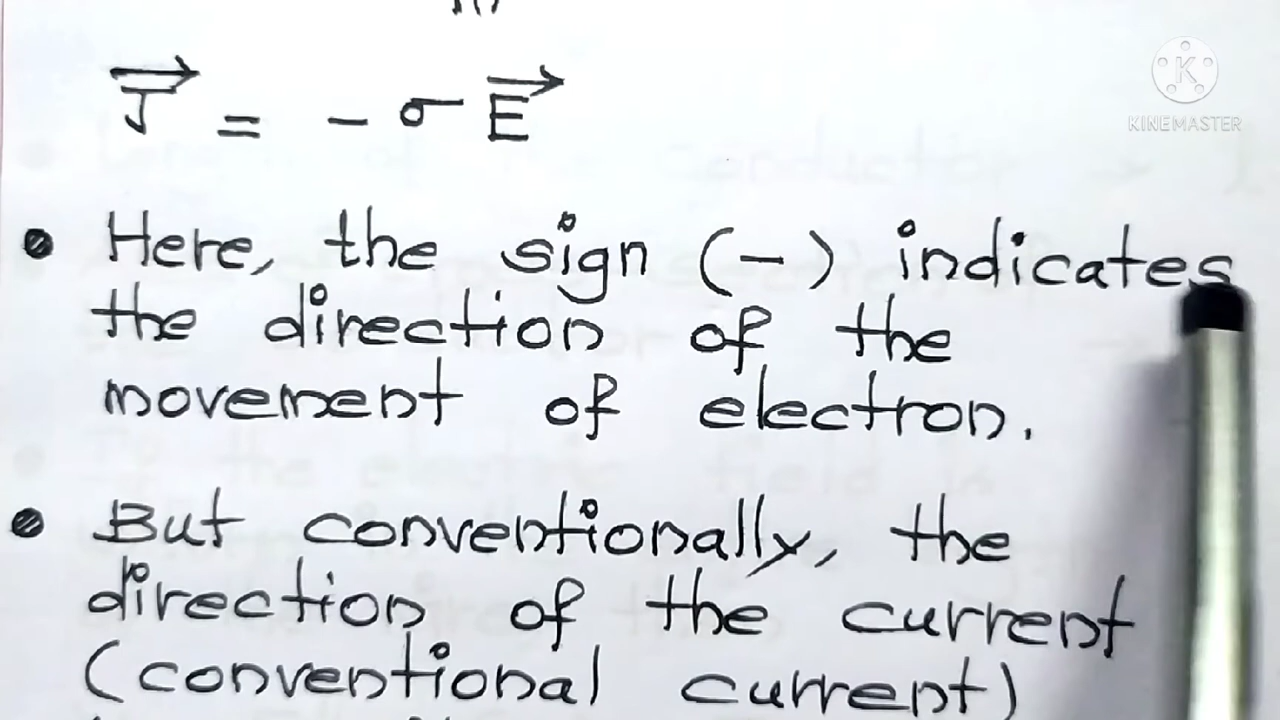 J = - σ E
KINEMASTER
• Here, the sign (-) indicates
the direction of the
movement of electron.
• But conventionally, the
direction of the current
(conventional current)